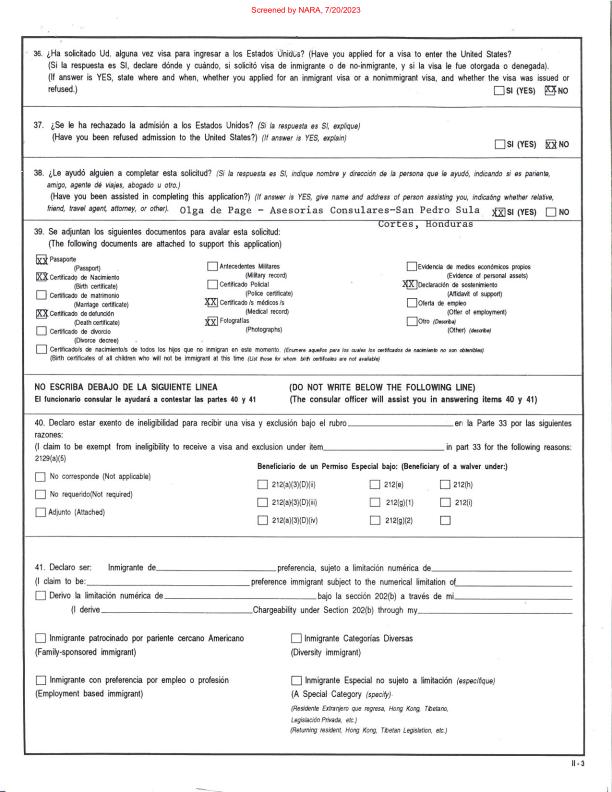 Screened by NARA, 7/20/2023
36. ¿Ha solicitado Ud. alguna vez visa para ingresar a los Estados Unidos? (Have you applied for a visa to enter the United States?
(Si la respuesta es SI, declare dónde y cuándo, si solicitó visa de inmigrante o de no-inmigrante, y si la visa le fue otorgada o denegada).
(If answer is YES, state where and when, whether you applied for an inmigrant visa or a nonimmigrant visa, and whether the visa was issued or
refused.) SI (YES) XX NO
37. ¿Se le ha rechazado la admisión a los Estados Unidos? (Si la respuesta es SI, explique)
(Have you been refused admission to the United States?) (If answer is YES, explain) SI (YES) XX NO
38. ¿Le ayudó alguien a completar esta solicitud? (Si la respuesta es SI, indique nombre y dirección de la persona que le ayudó, indicando si es pariente,
amigo, agente de viajes, abogado u otro.)
(Have you been assisted in completing this application?) (If answer is YES, give name and address of person assisting you, indicating whether relative,
friend, travel agent, attorney, or other). Olga de Page - Asesorias Consulares-San Pedro Sula XX SI (YES) NO
Cortes, Honduras
39. Se adjuntan los siguientes documentos para avalar esta solicitud:
(The following documents are attached to support this application)
XX Pasaporte
(Passport)
XX Certificado de Nacimiento
(Birth certificate)
Certificado de matrimonio
(Marriage certificate)
XX Certificado de defunción
(Death certificate)
Certificado de divorcio
(Divorce decree)
Antecedentes Militares
(Military record)
Certificado Policial
(Police certificate)
XX Certificado /s médicos /s
(Medical record)
XX Fotografías
(Photographs)
Evidencia de medios económicos propios
(Evidence of personal assets)
XX Declaración de sostenimiento
(Affidavit of support)
Oferta de empleo
(Offer of employment)
Otro (Describa)
(Other) (describe)
Certificado/s de nacimiento/s de todos los hijos que no inmigran en este momento. (Enumere aquellos para los cuales los certificados de nacimiento no son obtenibles)
(Birth certificates of all children who will not be immigrant at this time (List those for whom birth certificates are not available)
NO ESCRIBA DEBAJO DE LA SIGUIENTE LINEA (DO NOT WRITE BELOW THE FOLLOWING LINE)
El funcionario consular le ayudará a contestar las partes 40 y 41 (The consular officer will assist you in answering items 40 y 41)
40. Declaro estar exento de ineligibilidad para recibir una visa y exclusión bajo el rubro en la Parte 33 por las siguientes
razones:
(I claim to be exempt from ineligibility to receive a visa and exclusion under item in part 33 for the following reasons:
2129(a)(5)
Beneficiario de un Permiso Especial bajo: (Beneficiary of a walver under:)
No corresponde (Not applicable)
No requerido(Not required)
Adjunto (Attached)
212(a)(3)(D)(ii) 212(e) 212(h)
212(a)(3)(D)(iii) 212(g)(1) 212(i)
212(a)(3)(D)(iv) 212(g)(2)
41. Declaro ser: Inmigrante de preferencia, sujeto a limitación numérica de
(I claim to be: preference immigrant subject to the numerical limitation of
Derivo la limitación numérica de bajo la sección 202(b) a través de mi
(I derive Chargeability under Section 202(b) through my
Inmigrante patrocinado por pariente cercano Americano
(Family-sponsored immigrant)
Inmigrante Categorías Diversas
(Diversity immigrant)
Inmigrante con preferencia por empleo o profesión
(Employment based immigrant)
Inmigrante Especial no sujeto a limitación (especifique)
(A Special Category (specify)
(Residente Extranjero que regresa, Hong Kong, Tibetano,
Legislación Privada, etc.)
(Returning resident, Hong Kong, Tibetan Legislation, etc.)
II - 3